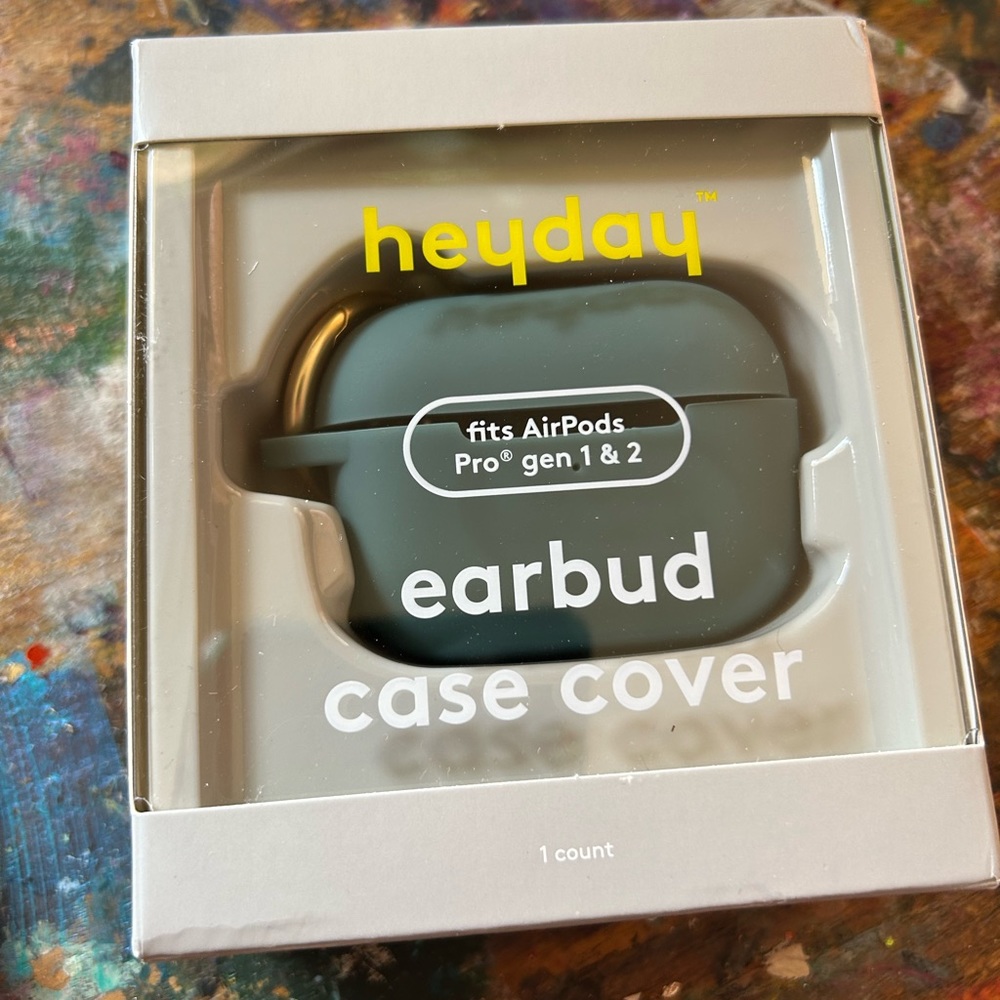 heyday™
fits AirPods
Pro® gen 1 & 2
earbud
case cover
1 count